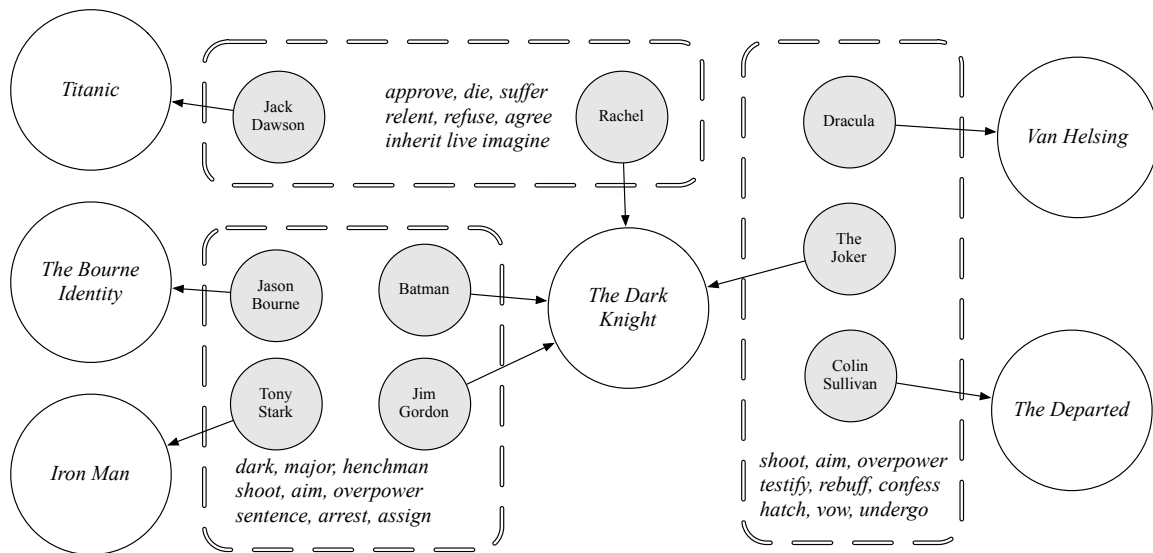 Titanic
Jack
Dawson
approve, die, suffer
relent, refuse, agree
inherit live imagine
Rachel
Dracula
Van Helsing
The Bourne
Identity
Jason
Bourne
Batman
The Dark
Knight
The
Joker
Iron Man
Tony
Stark
Jim
Gordon
dark, major, henchman
shoot, aim, overpower
sentence, arrest, assign
Colin
Sullivan
The Departed
shoot, aim, overpower
testify, rebuff, confess
hatch, vow, undergo